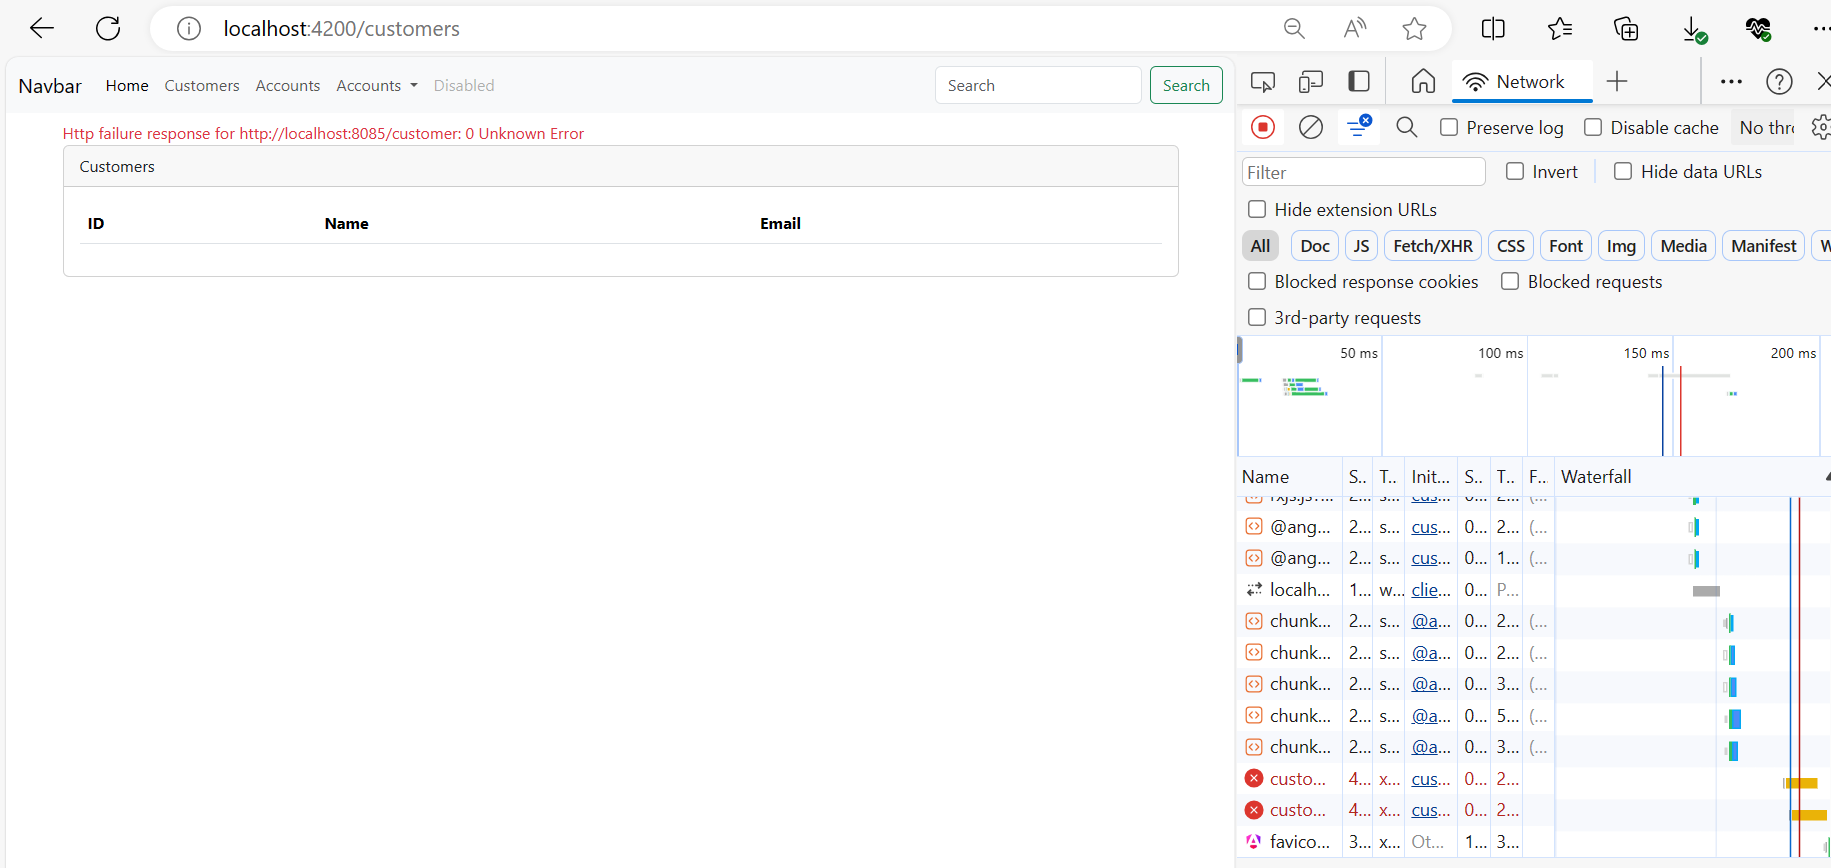 localhost:4200/customers
Navbar Home Customers Accounts Accounts Disabled Search Search
Http failure response for http://localhost:8085/customer: 0 Unknown Error
Customers
ID Name Email
Network
Preserve log Disable cache No thr
Filter Invert Hide data URLs
Hide extension URLs
All Doc JS Fetch/XHR CSS Font Img Media Manifest W
Blocked response cookies Blocked requests
3rd-party requests
50 ms 100 ms 150 ms 200 ms
Name S.. T.. Init... S.. T.. F... Waterfall
@ang... 2... s... cus... 0... 2... (...
@ang... 2... s... cus... 0... 1... (...
localh... 1... w... clie... 0... P...
chunk... 2... s... @a... 0... 2... (...
chunk... 2... s... @a... 0... 2... (...
chunk... 2... s... @a... 0... 3... (...
chunk... 2... s... @a... 0... 5... (...
chunk... 2... s... @a... 0... 3... (...
custo... 4... x... cus... 0... 2...
custo... 4... x... cus... 0... 2...
favico... 3... x... Ot... 1... 3...